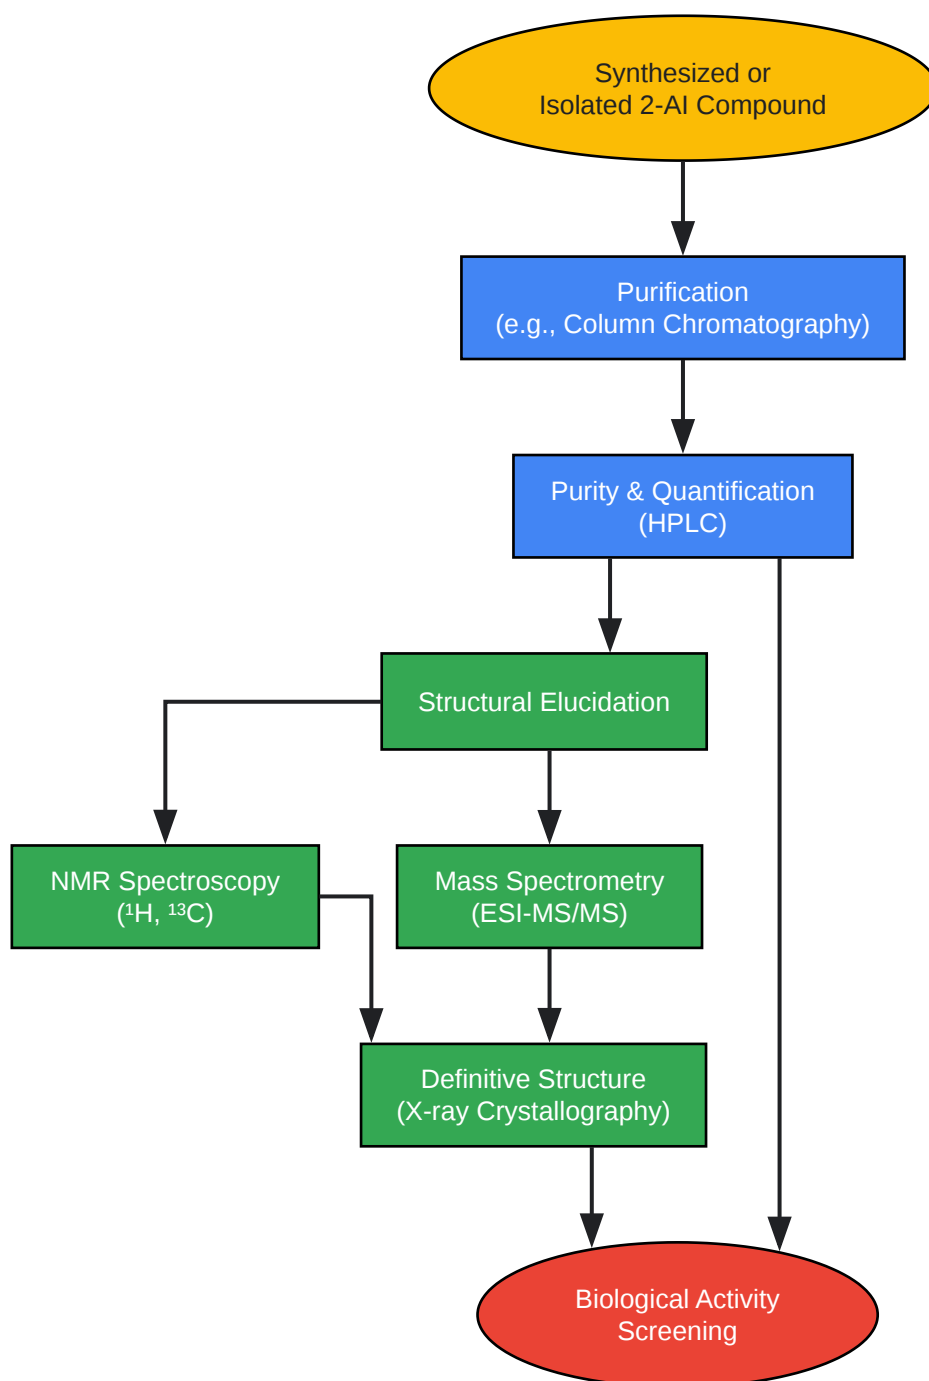 Synthesized or
Isolated 2-AI Compound
Purification
(e.g., Column Chromatography)
Purity & Quantification
(HPLC)
Structural Elucidation
NMR Spectroscopy
(¹H, ¹³C)
Mass Spectrometry
(ESI-MS/MS)
Definitive Structure
(X-ray Crystallography)
Biological Activity
Screening